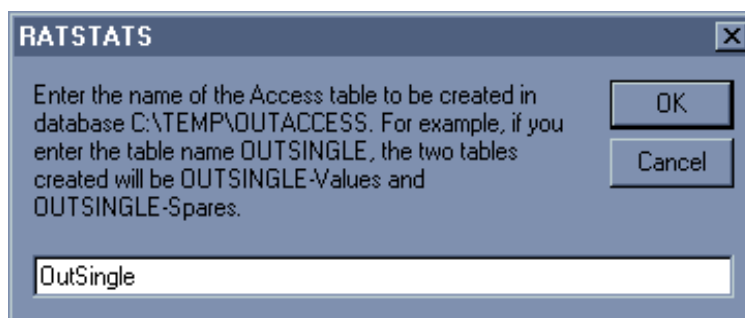 RATSTATS
Enter the name of the Access table to be created in
database C:\TEMP\OUTACCESS. For example, if you
enter the table name OUTSINGLE, the two tables
created will be OUTSINGLE-Values and
OUTSINGLE-Spares.
OK
Cancel
OutSingle